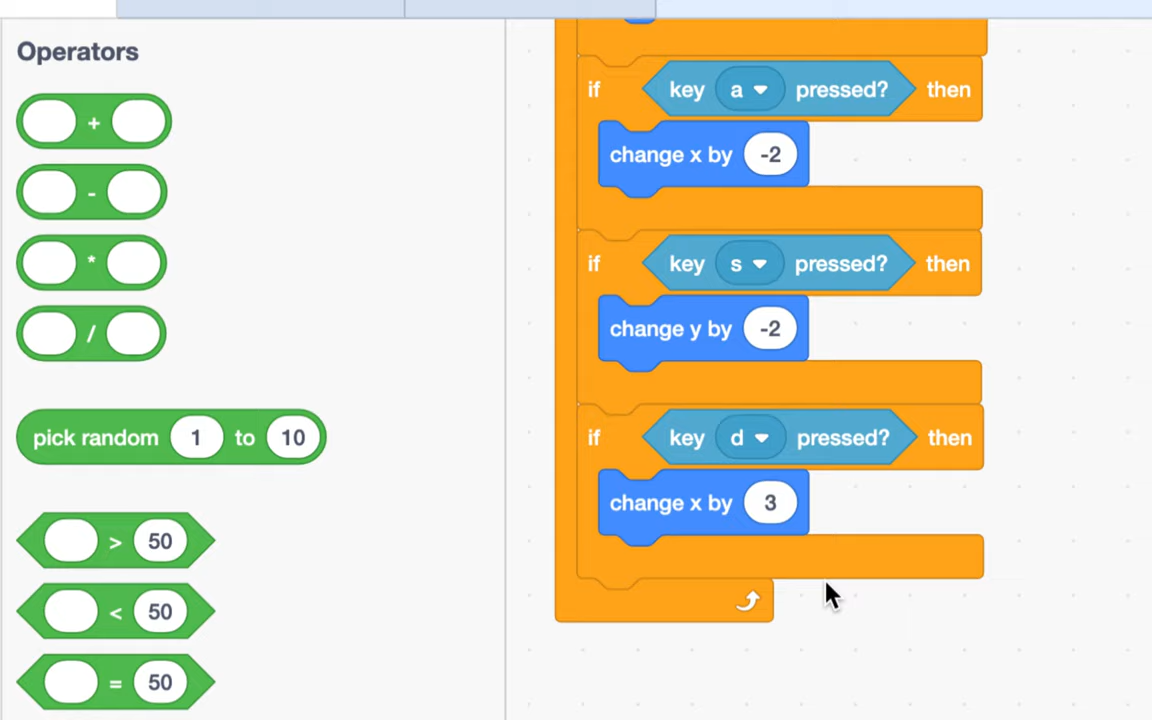 Operators
+
-
*
/
pick random 1 to 10
> 50
< 50
= 50
if key a pressed? then
change x by -2
if key s pressed? then
change y by -2
if key d pressed? then
change x by 3